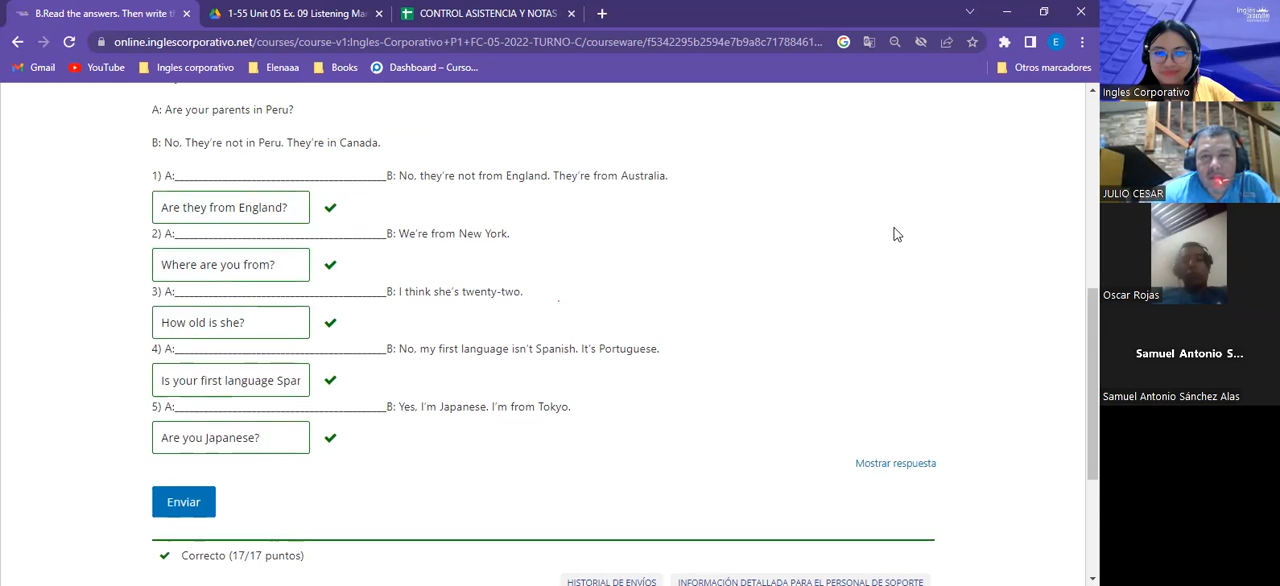 B.Read the answers. Then write th
1-55 Unit 05 Ex. 09 Listening Ma
CONTROL ASISTENCIA Y NOTAS
online.inglescorporativo.net/courses/course-v1:Ingles-Corporativo+P1+FC-05-2022-TURNO-C/courseware/f5342295b2594e7b9a8c71788461...
Gmail
YouTube
Ingles corporativo
Elenaaa
Books
Dashboard – Curso...
Otros marcadores
A: Are your parents in Peru?
B: No, They're not in Peru. They're in Canada.
1) A:________________________________________B: No, they're not from England. They're from Australia.
Are they from England?
2) A:________________________________________B: We're from New York.
Where are you from?
3) A:________________________________________B: I think she's twenty-two.
How old is she?
4) A:________________________________________B: No, my first language isn't Spanish. It's Portuguese.
Is your first language Spar
5) A:________________________________________B: Yes, I'm Japanese. I'm from Tokyo.
Are you Japanese?
Mostrar respuesta
Enviar
Correcto (17/17 puntos)
HISTORIAL DE ENVÍOS
INFORMACIÓN DETALLADA PARA EL PERSONAL DE SOPORTE
Ingles Corporativo
JULIO CESAR
Oscar Rojas
Samuel Antonio S...
Samuel Antonio Sánchez Alas